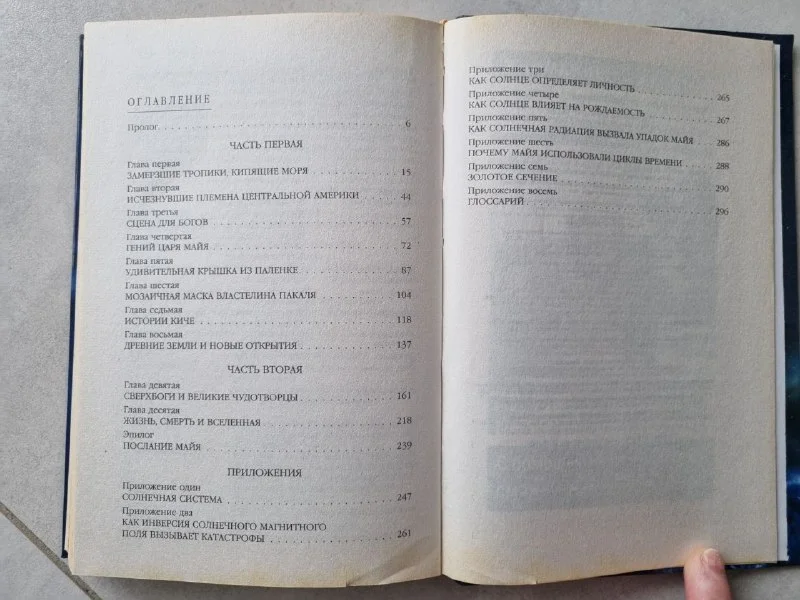 ОГЛАВЛЕНИЕ
Пролог 6
ЧАСТЬ ПЕРВАЯ
Глава первая
ЗАМЕРЗШИЕ ТРОПИКИ, КИПЯЩИЕ МОРЯ 15
Глава вторая
ИСЧЕЗНУВШИЕ ПЛЕМЕНА ЦЕНТРАЛЬНОЙ АМЕРИКИ 44
Глава третья
СЦЕНА ДЛЯ БОГОВ 57
Глава четвертая
ГЕНИЙ ЦАРЯ МАЙЯ 72
Глава пятая
УДИВИТЕЛЬНАЯ КРЫШКА ИЗ ПАЛЕНКЕ 87
Глава шестая
МОЗАИЧНАЯ МАСКА ВЛАСТЕЛИНА ПАКАЛЯ 104
Глава седьмая
ИСТОРИИ КИЧЕ 118
Глава восьмая
ДРЕВНИЕ ЗЕМЛИ И НОВЫЕ ОТКРЫТИЯ 137
ЧАСТЬ ВТОРАЯ
Глава девятая
СВЕРХБОГИ И ВЕЛИКИЕ ЧУДОТВОРЦЫ 161
Глава десятая
ЖИЗНЬ, СМЕРТЬ И ВСЕЛЕННАЯ 218
Эпилог
ПОСЛАНИЕ МАЙЯ 239
ПРИЛОЖЕНИЯ
Приложение один
СОЛНЕЧНАЯ СИСТЕМА 247
Приложение два
КАК ИНВЕРСИЯ СОЛНЕЧНОГО МАГНИТНОГО
ПОЛЯ ВЫЗЫВАЕТ КАТАСТРОФЫ 261
Приложение три
КАК СОЛНЦЕ ОПРЕДЕЛЯЕТ ЛИЧНОСТЬ 265
Приложение четыре
КАК СОЛНЦЕ ВЛИЯЕТ НА РОЖДАЕМОСТЬ 267
Приложение пять
КАК СОЛНЕЧНАЯ РАДИАЦИЯ ВЫЗВАЛА УПАДОК МАЙЯ 286
Приложение шесть
ПОЧЕМУ МАЙЯ ИСПОЛЬЗОВАЛИ ЦИКЛЫ ВРЕМЕНИ 288
Приложение семь
ЗОЛОТОЕ СЕЧЕНИЕ 290
Приложение восемь
ГЛОССАРИЙ 296